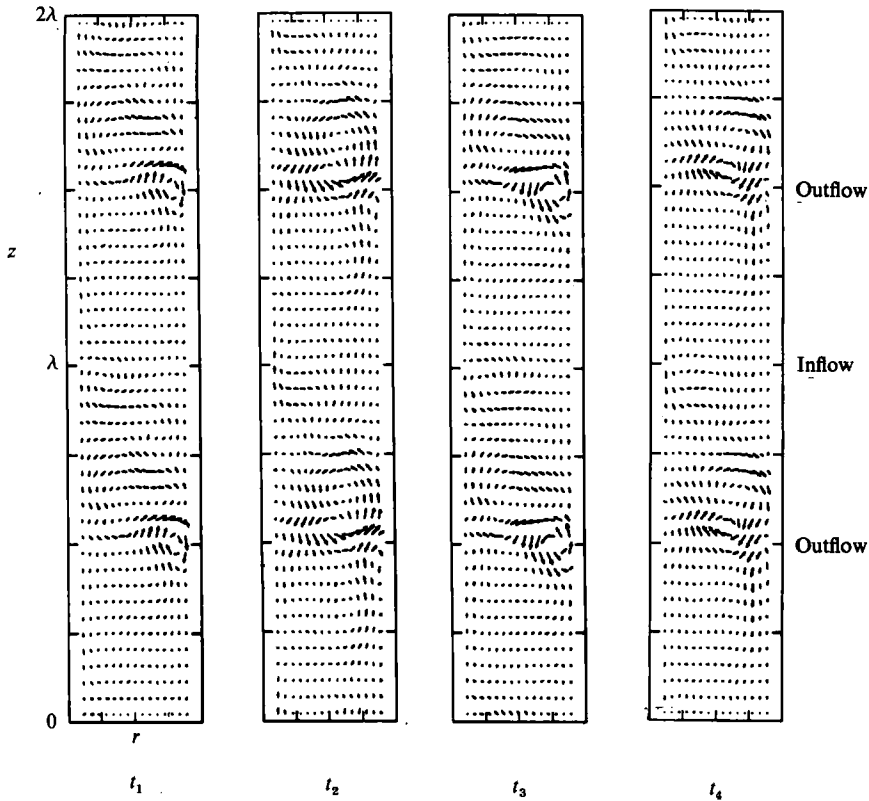 2λ
Outflow
z
λ
Inflow
Outflow
0
r
t₁ t₂ t₃ t₄